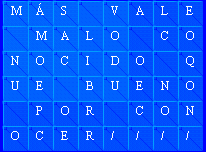 MÁS VALE
MALO CO
NOCIDO Q
UE BUENO
POR CON
OCER////